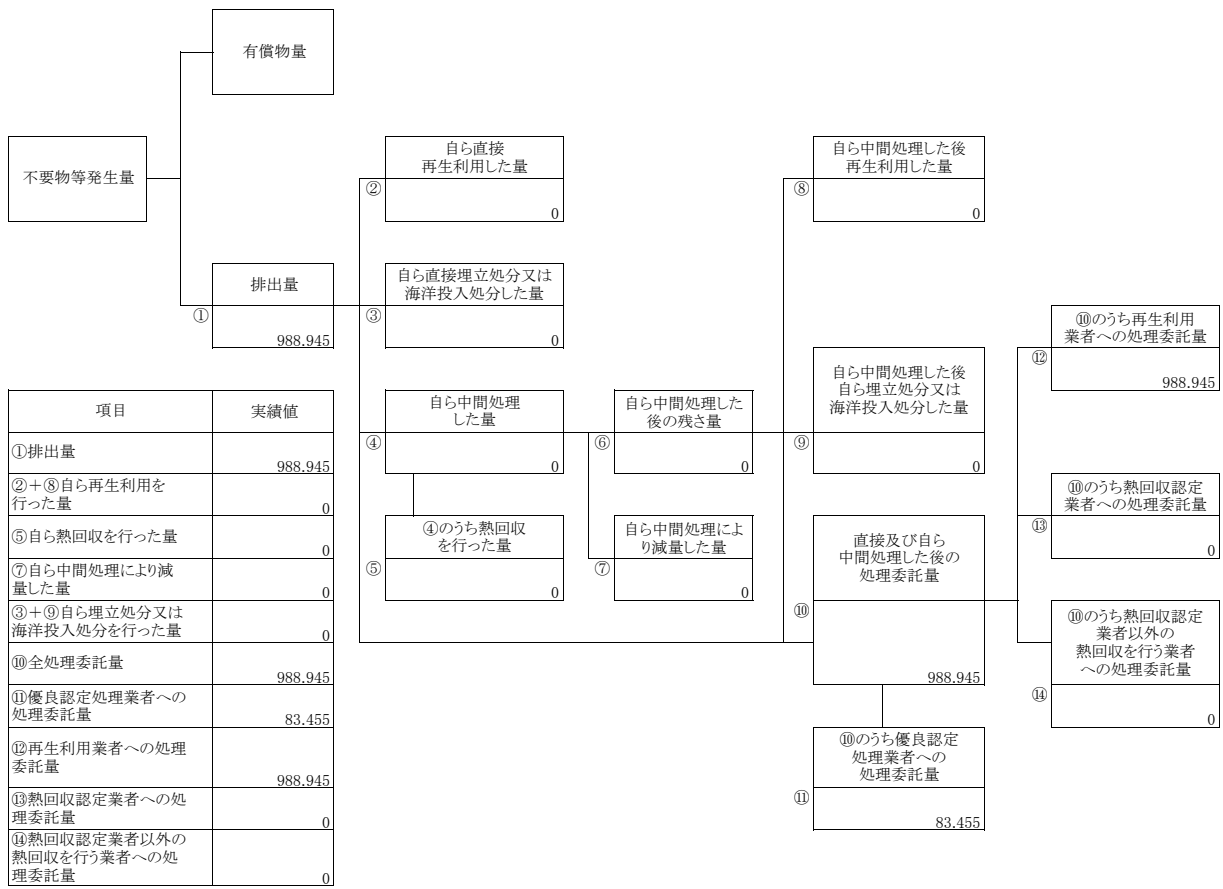 有償物量
不要物等発生量
排出量
①
988.945
自ら直接
再生利用した量
②
0
自ら直接埋立処分又は
海洋投入処分した量
③
0
自ら中間処理
した量
④
0
④のうち熱回収
を行った量
⑤
0
自ら中間処理した
後の残さ量
⑥
0
自ら中間処理によ
り減量した量
⑦
0
自ら中間処理した後
再生利用した量
⑧
0
自ら中間処理した後
自ら埋立処分又は
海洋投入処分した量
⑨
0
直接及び自ら
中間処理した後の
処理委託量
⑩
988.945
⑩のうち優良認定
処理業者への
処理委託量
⑪
83.455
⑩のうち再生利用
業者への処理委託量
⑫
988.945
⑩のうち熱回収認定
業者への処理委託量
⑬
0
⑩のうち熱回収認定
業者以外の
熱回収を行う業者
への処理委託量
⑭
0
項目 実績値
①排出量
988.945
②＋⑧自ら再生利用を
行った量
0
⑤自ら熱回収を行った量
0
⑦自ら中間処理により減
量した量
0
③＋⑨自ら埋立処分又は
海洋投入処分を行った量
0
⑩全処理委託量
988.945
⑪優良認定処理業者への
処理委託量
83.455
⑫再生利用業者への処理
委託量
988.945
⑬熱回収認定業者への処
理委託量
0
⑭熱回収認定業者以外の
熱回収を行う業者への処
理委託量
0